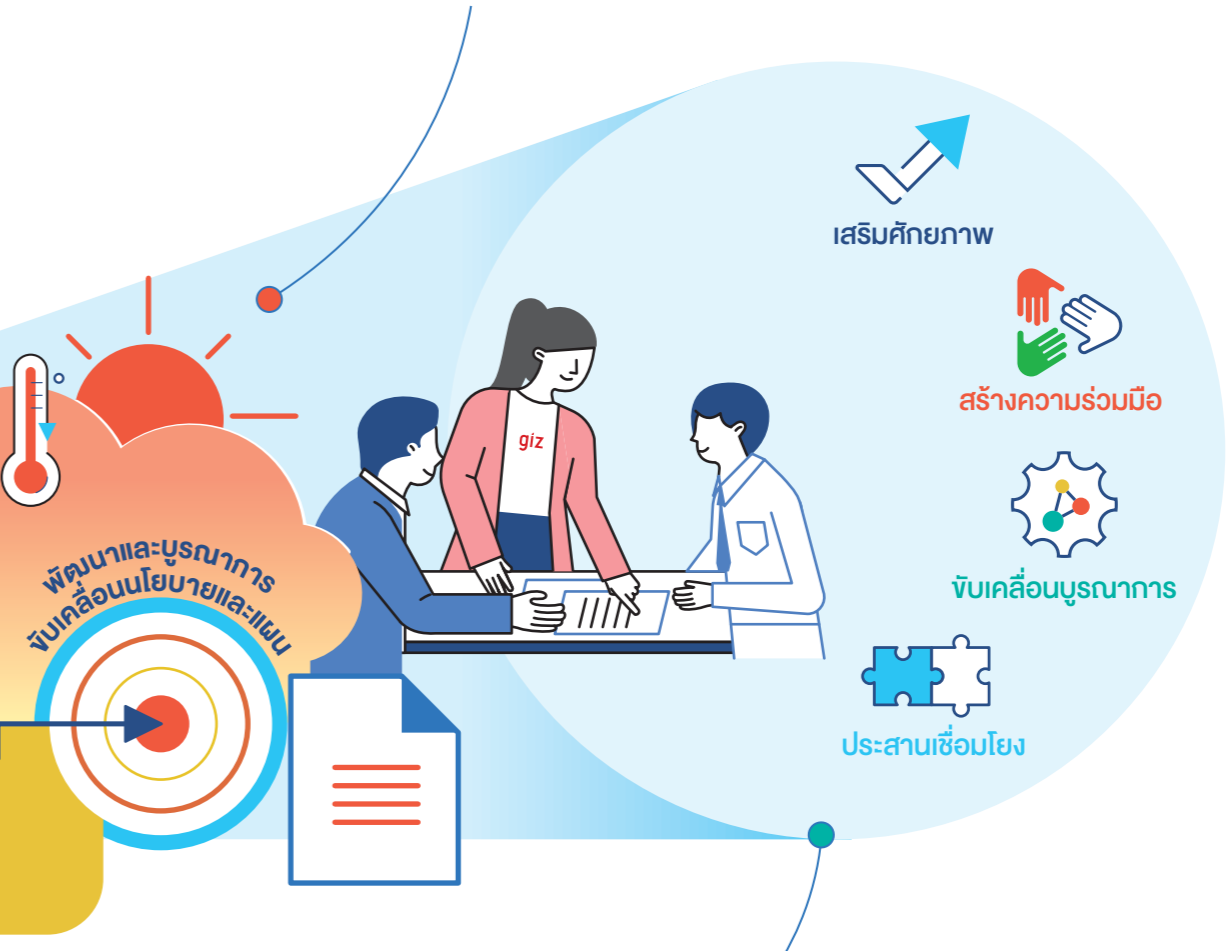 เสริมศักยภาพ
สร้างความร่วมมือ
giz
พัฒนาและบูรณาการ
ขับเคลื่อนนโยบายและแผน
ขับเคลื่อนบูรณาการ
ประสานเชื่อมโยง